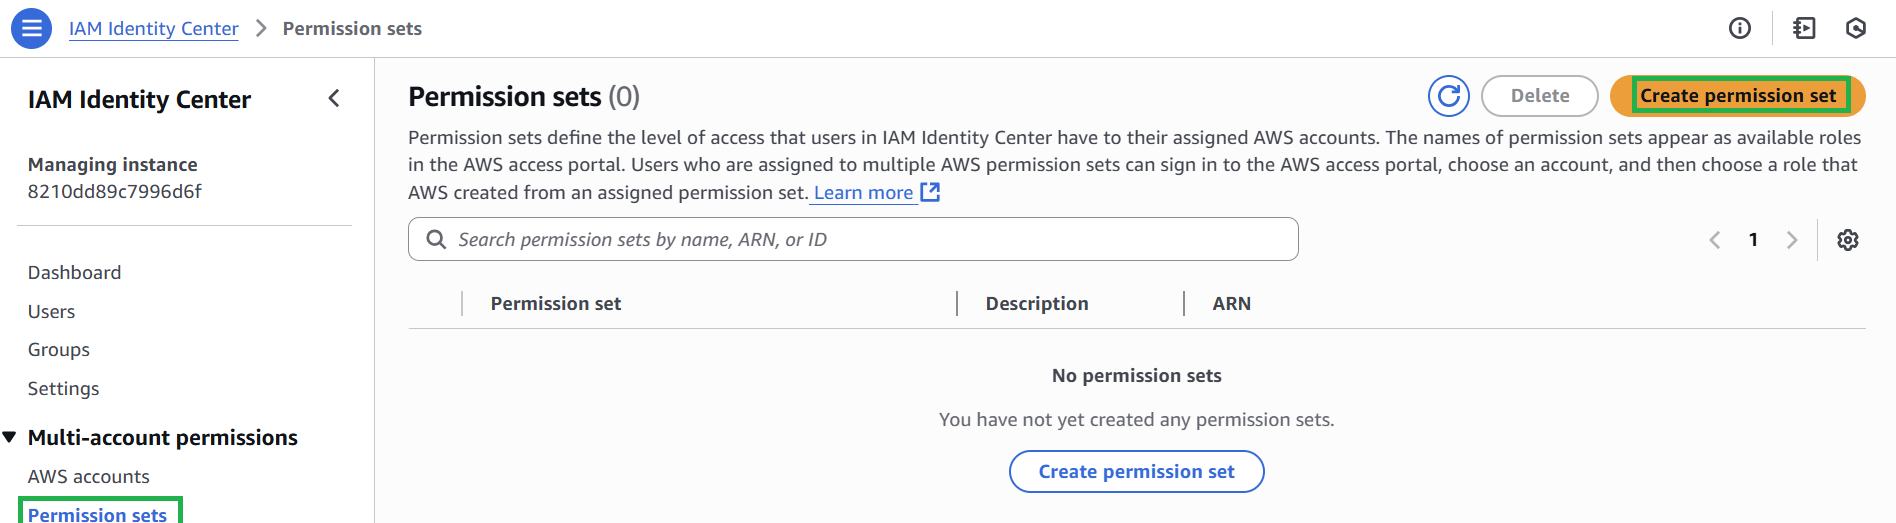 IAM Identity Center > Permission sets
IAM Identity Center
Managing instance
8210dd89c7996d6f
Dashboard
Users
Groups
Settings
Multi-account permissions
AWS accounts
Permission sets
Permission sets (0)
Delete
Create permission set
Permission sets define the level of access that users in IAM Identity Center have to their assigned AWS accounts. The names of permission sets appear as available roles
in the AWS access portal. Users who are assigned to multiple AWS permission sets can sign in to the AWS access portal, choose an account, and then choose a role that
AWS created from an assigned permission set. Learn more
Search permission sets by name, ARN, or ID
1
Permission set
Description
ARN
No permission sets
You have not yet created any permission sets.
Create permission set